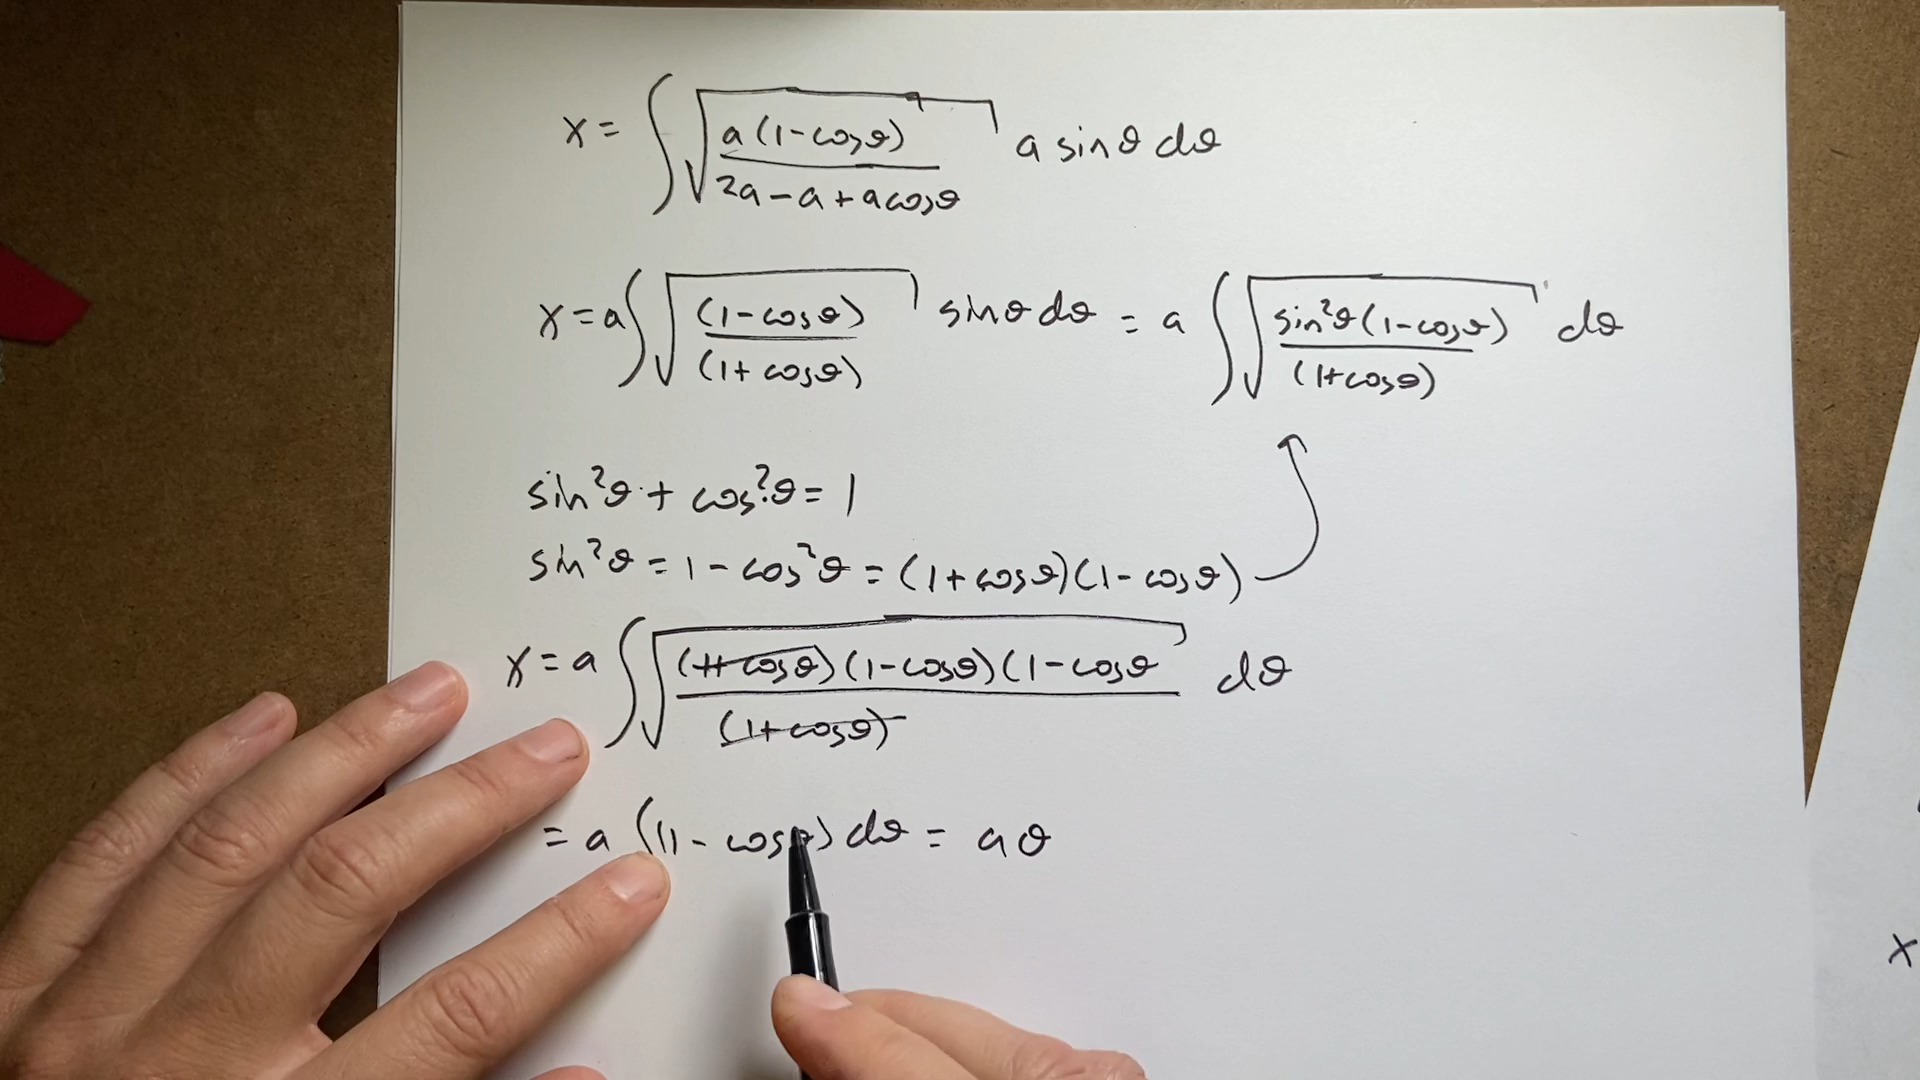 x = ∫ √(a(1-cosθ) / 2a-a+acosθ) a sinθ dθ
x = a ∫ √((1-cosθ) / (1+cosθ)) sinθ dθ = a ∫ √(sin²θ(1-cosθ) / (1+cosθ)) dθ
sin²θ + cos²θ = 1
sin²θ = 1 - cos²θ = (1+cosθ)(1-cosθ)
x = a ∫ √((1+cosθ)(1-cosθ)(1-cosθ / (1+cosθ)) dθ
= a ∫(1-cosθ) dθ = aθ
x